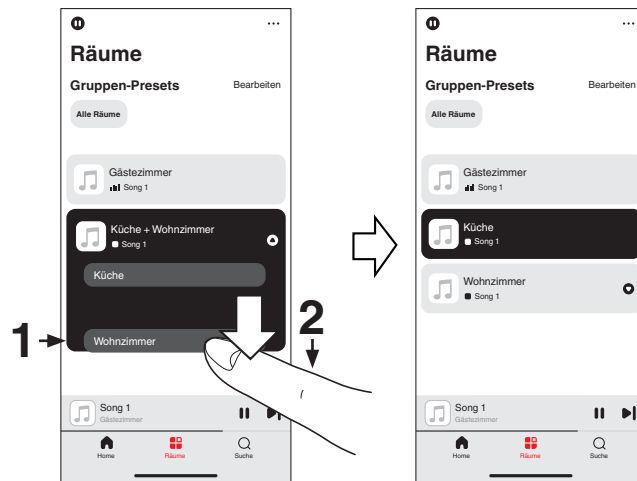 Räume
Gruppen-Presets Bearbeiten
Alle Räume
Gästezimmer
Song 1
Küche + Wohnzimmer
Song 1
Küche
Wohnzimmer
1
2
Song 1
Gästezimmer
Home Räume Suche
Räume
Gruppen-Presets Bearbeiten
Alle Räume
Gästezimmer
Song 1
Küche
Song 1
Wohnzimmer
Song 1
Song 1
Gästezimmer
Home Räume Suche